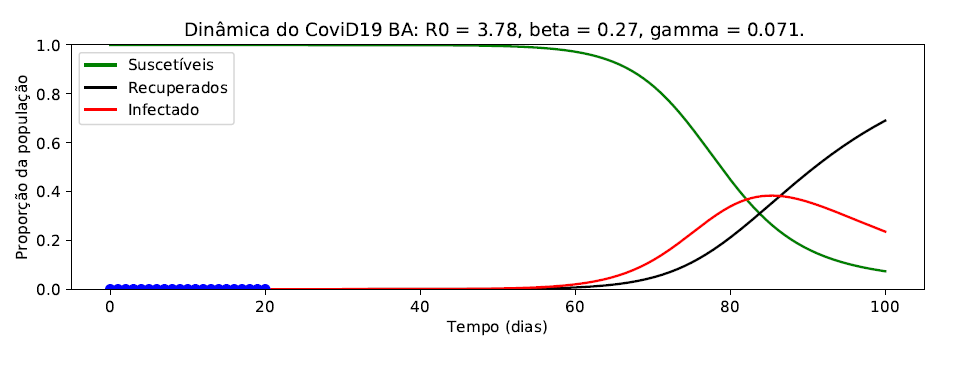 Dinâmica do CoviD19 BA: R0 = 3.78, beta = 0.27, gamma = 0.071.
Proporção da população
1.0
0.8
0.6
0.4
0.2
0.0
Suscetíveis
Recuperados
Infectado
0 20 40 60 80 100
Tempo (dias)